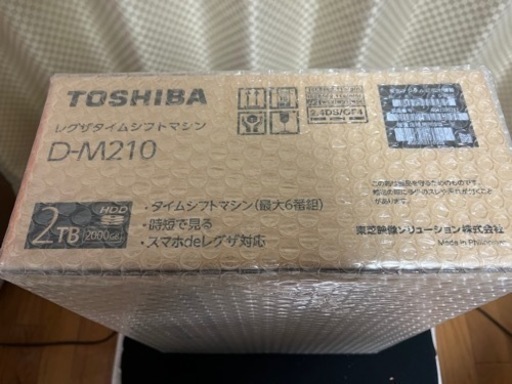 TOSHIBA
レグザタイムシフトマシン
D-M210
2TB
HDD
2000GB
・タイムシフトマシン(最大6番組)
・時短で見る
・スマホdeレグザ対応
2.4DS/GF4
東芝映像ソリューション株式会社
Made in Philippines